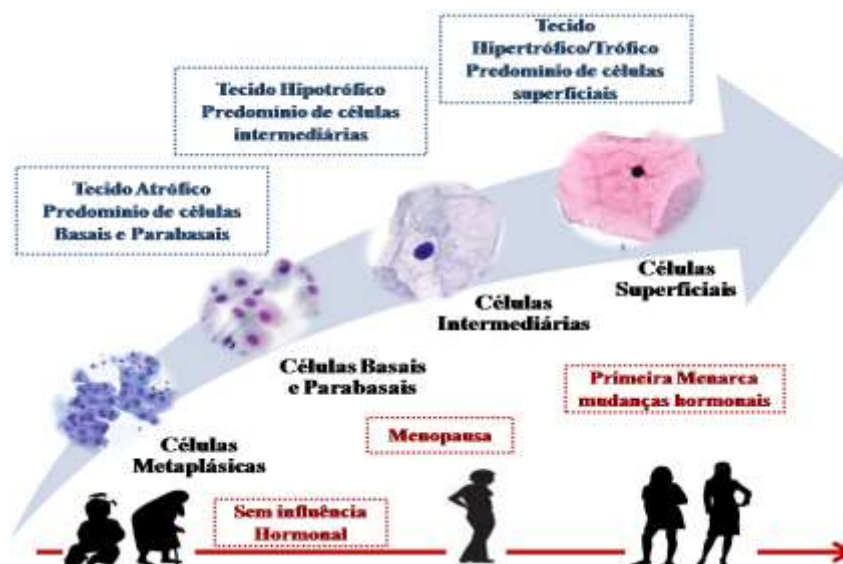 Tecido
Hipertrófico/Trófico
Predomínio de células
superficiais
Tecido Hipotrófico
Predomínio de células
intermediárias
Tecido Atrófico
Predomínio de células
Basais e Parabasais
Células
Superficiais
Células
Intermediárias
Células Basais
e Parabasais
Células
Metaplásicas
Primeira Menarca
mudanças hormonais
Menopausa
Sem influência
Hormonal